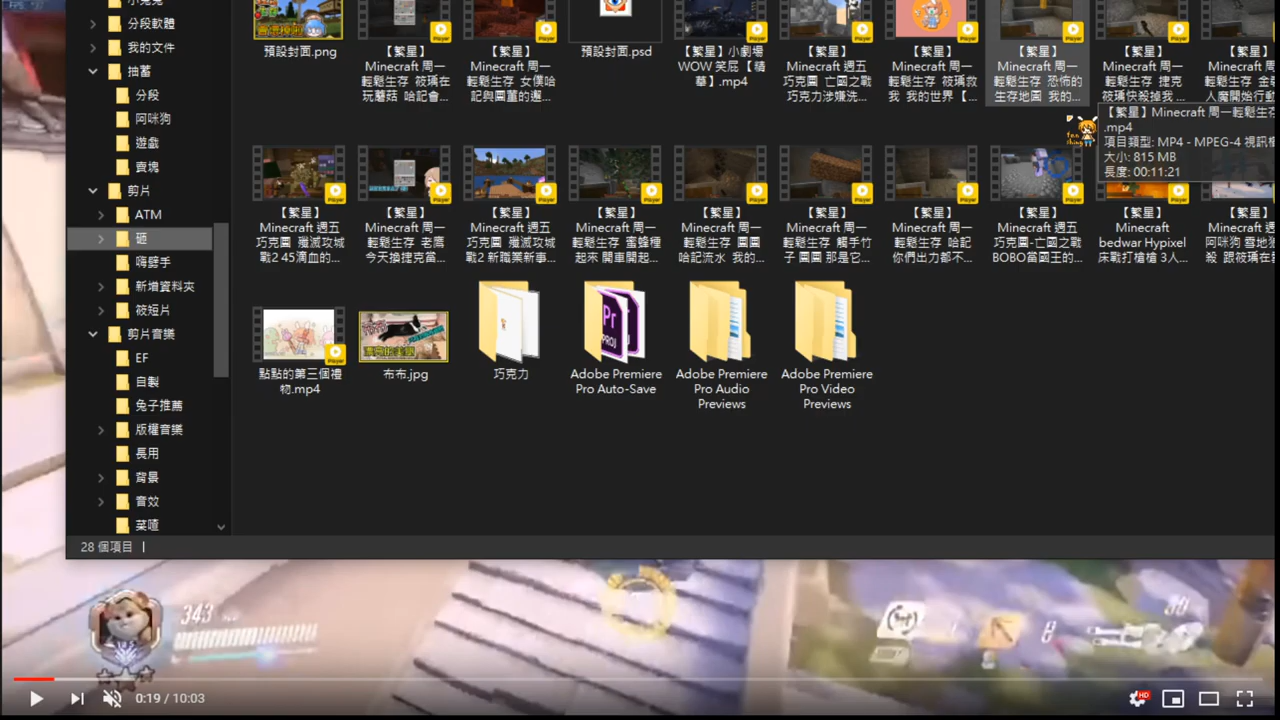 分段軟體
我的文件
抽蓄
分段
阿咪狗
遊戲
賣塊
剪片
ATM
砸
嗨劈手
新增資料夾
筱短片
剪片音樂
EF
自製
兔子推薦
版權音樂
長用
背景
音效
菜喳
28 個項目
預設封面.png
【繁星】
Minecraft 周一
輕鬆生存 筱瑀在
玩蘑菇 哈記會...
【繁星】
Minecraft 周一
輕鬆生存 女僕哈
記與團董的邂...
預設封面.psd
【繁星】小劇場
WOW 笑屁【精
華】.mp4
【繁星】
Minecraft 週五
巧克團 亡國之戰
巧克力涉嫌洗...
【繁星】
Minecraft 周一
輕鬆生存 筱瑀救
我 我的世界【...
【繁星】
Minecraft 周一
輕鬆生存 恐怖的
生存地圖 我的...
【繁星】
Minecraft 周一
輕鬆生存 捷克
筱瑀快殺掉我 ...
【繁星】
Minecraft 周
輕鬆生存 金
人魔開始行動
【繁星】Minecraft 周一輕鬆生存
.mp4
項目類型: MP4 - MPEG-4 視訊檔
大小: 815 MB
長度: 00:11:21
【繁星】
Minecraft 週五
巧克團 殲滅攻城
戰2 45滴血的...
【繁星】
Minecraft 周一
輕鬆生存 老鷹
今天換捷克當...
【繁星】
Minecraft 週五
巧克團 殲滅攻城
戰2 新職業新事...
【繁星】
Minecraft 周一
輕鬆生存 蜜蜂種
起來 開車開起...
【繁星】
Minecraft 周一
輕鬆生存 團團
哈記流水 我的...
【繁星】
Minecraft 周一
輕鬆生存 觸手竹
子 團團 那是它...
【繁星】
Minecraft 周一
輕鬆生存 哈記
你們出力都不...
【繁星】
Minecraft 週五
巧克團-亡國之戰
BOBO當國王的...
【繁星】
Minecraft
bedwar Hypixel
床戰打槍槍 3人...
【繁星】
Minecraft 週
阿咪狗 雪地
殺 跟筱瑀在
點點的第三個禮
物.mp4
布布.jpg
巧克力
Adobe Premiere
Pro Auto-Save
Adobe Premiere
Pro Audio
Previews
Adobe Premiere
Pro Video
Previews
343
0:19 / 10:03
HD